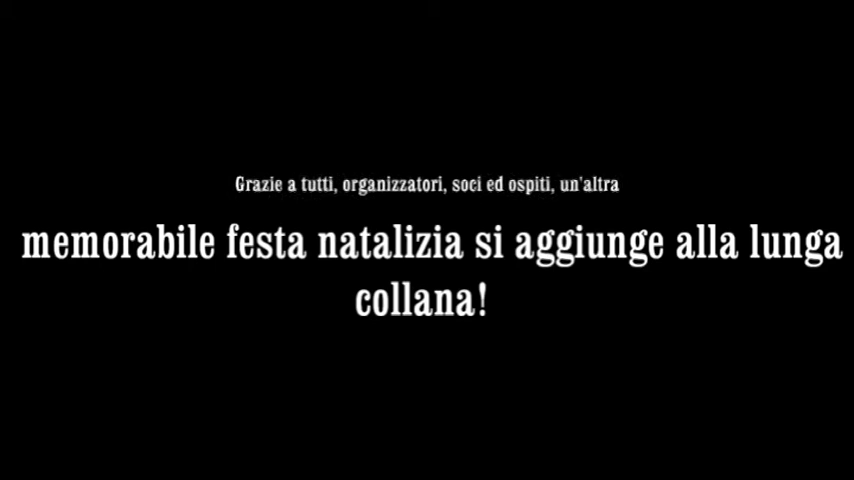 Grazie a tutti, organizzatori, soci ed ospiti, un'altra
memorabile festa natalizia si aggiunge alla lunga
collana!